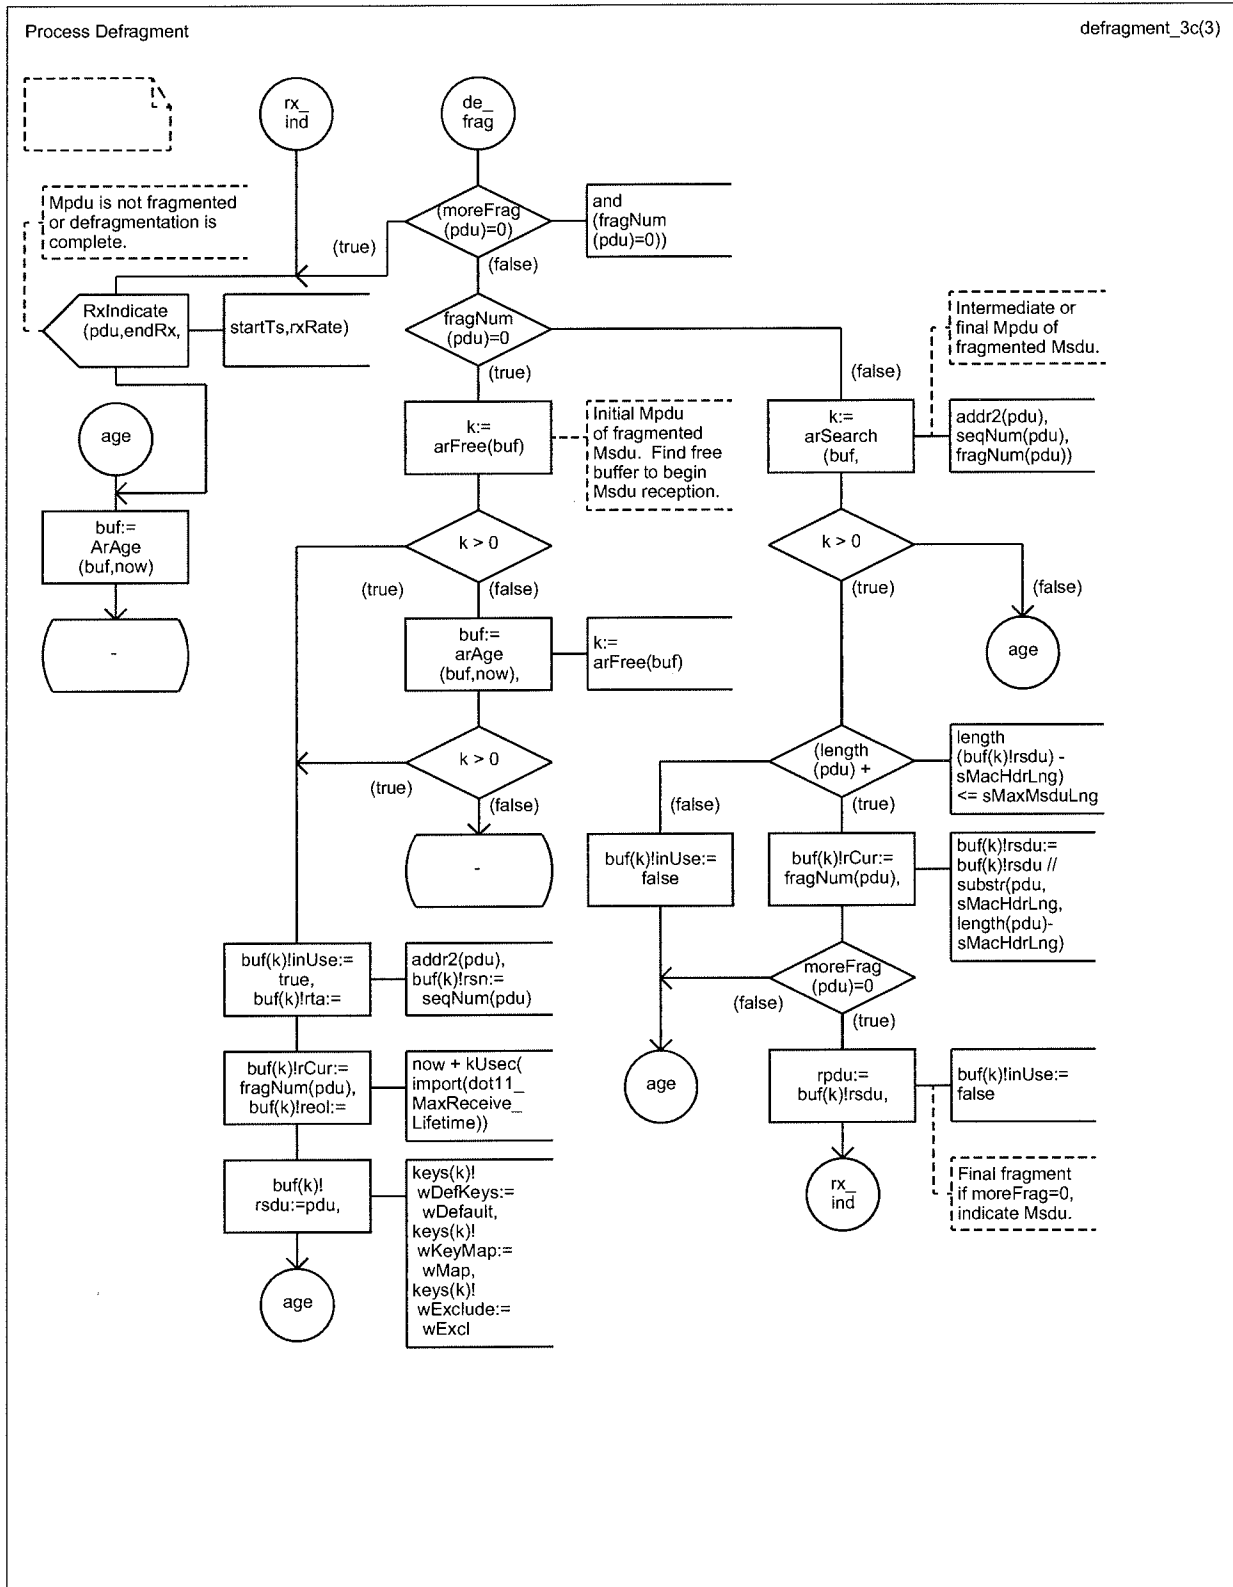 Process Defragment
defragment_3c(3)
rx_
ind
de_
frag
Mpdu is not fragmented
or defragmentation is
complete.
(moreFrag
(pdu)=0)
and
(fragNum
(pdu)=0))
(true)
(false)
RxIndicate
(pdu,endRx,
startTs,rxRate)
fragNum
(pdu)=0
Intermediate or
final Mpdu of
fragmented Msdu.
(true)
(false)
age
k:=
arFree(buf)
Initial Mpdu
of fragmented
Msdu. Find free
buffer to begin
Msdu reception.
k:=
arSearch
(buf,
addr2(pdu),
seqNum(pdu),
fragNum(pdu))
buf:=
ArAge
(buf,now)
k > 0
k > 0
(true)
(false)
(true)
(false)
-
buf:=
arAge
(buf,now),
k:=
arFree(buf)
age
k > 0
(true)
(false)
(length
(pdu) +
length
(buf(k)!rsdu) -
sMacHdrLng)
<= sMaxMsduLng
(false)
(true)
-
buf(k)!inUse:=
false
buf(k)!rCur:=
fragNum(pdu),
buf(k)!rsdu:=
buf(k)!rsdu //
substr(pdu,
sMacHdrLng,
length(pdu)-
sMacHdrLng)
buf(k)!inUse:=
true,
buf(k)!rta:=
addr2(pdu),
buf(k)!rsn:=
seqNum(pdu)
moreFrag
(pdu)=0
(false)
(true)
buf(k)!rCur:=
fragNum(pdu),
buf(k)!reol:=
now + kUsec(
import(dot11_
MaxReceive_
Lifetime))
age
rpdu:=
buf(k)!rsdu,
buf(k)!inUse:=
false
buf(k)!
rsdu:=pdu,
keys(k)!
wDefKeys:=
wDefault,
keys(k)!
wKeyMap:=
wMap,
keys(k)!
wExclude:=
wExcl
rx_
ind
Final fragment
if moreFrag=0,
indicate Msdu.
age